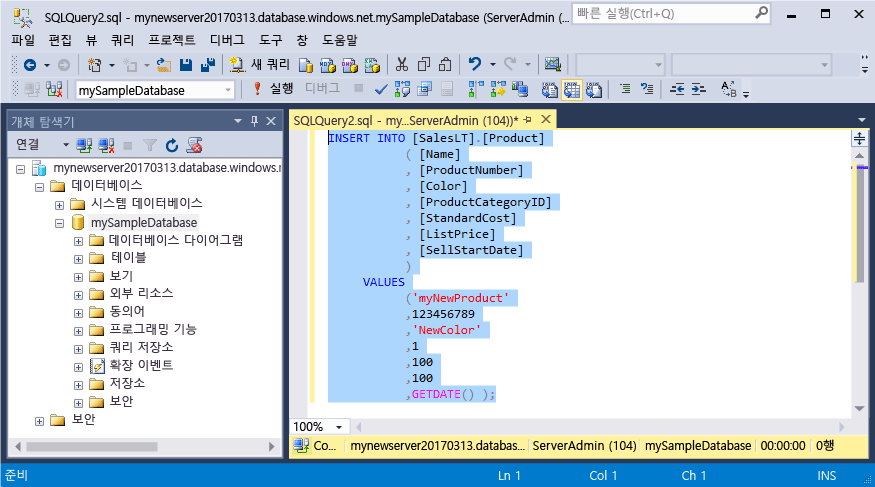 SQLQuery2.sql - mynewserver20170313.database.windows.net.mySampleDatabase (ServerAdmin (...
빠른 실행(Ctrl+Q)
파일 편집 뷰 쿼리 프로젝트 디버그 도구 창 도움말
새 쿼리
MDX DMX XMLA
mySampleDatabase
실행 디버그
개체 탐색기
SQLQuery2.sql - my...ServerAdmin (104))*
연결
mynewserver20170313.database.windows.n
데이터베이스
시스템 데이터베이스
mySampleDatabase
데이터베이스 다이어그램
테이블
보기
외부 리소스
동의어
프로그래밍 기능
쿼리 저장소
확장 이벤트
저장소
보안
보안
INSERT INTO [SalesLT].[Product]
( [Name]
, [ProductNumber]
, [Color]
, [ProductCategoryID]
, [StandardCost]
, [ListPrice]
, [SellStartDate]
)
VALUES
('myNewProduct'
,123456789
,'NewColor'
,1
,100
,100
,GETDATE() );
100%
Co... mynewserver20170313.databas... ServerAdmin (104) mySampleDatabase 00:00:00 0행
준비 Ln 1 Col 1 Ch 1 INS